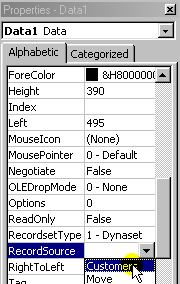 Properties - Data1
Data1 Data
Alphabetic Categorized
ForeColor &H8000000
Height 390
Index
Left 495
MouseIcon (None)
MousePointer 0 - Default
Negotiate False
OLEDropMode 0 - None
Options 0
ReadOnly False
RecordsetType 1 - Dynaset
RecordSource
RightToLeft Customers
Tag Move